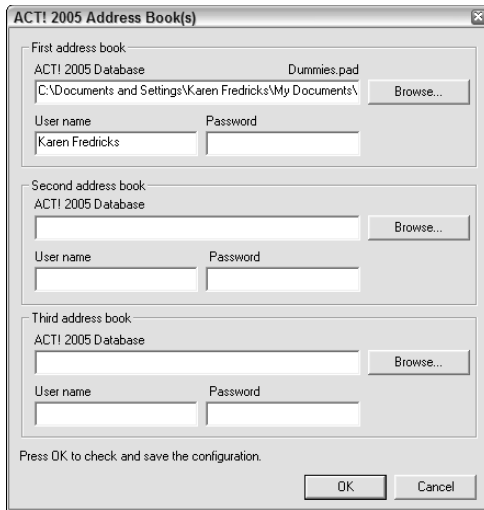 ACT! 2005 Address Book(s)
First address book
ACT! 2005 Database Dummies.pad
C:\Documents and Settings\Karen Fredricks\My Documents\ Browse...
User name Password
Karen Fredricks
Second address book
ACT! 2005 Database
Browse...
User name Password
Third address book
ACT! 2005 Database
Browse...
User name Password
Press OK to check and save the configuration.
OK Cancel